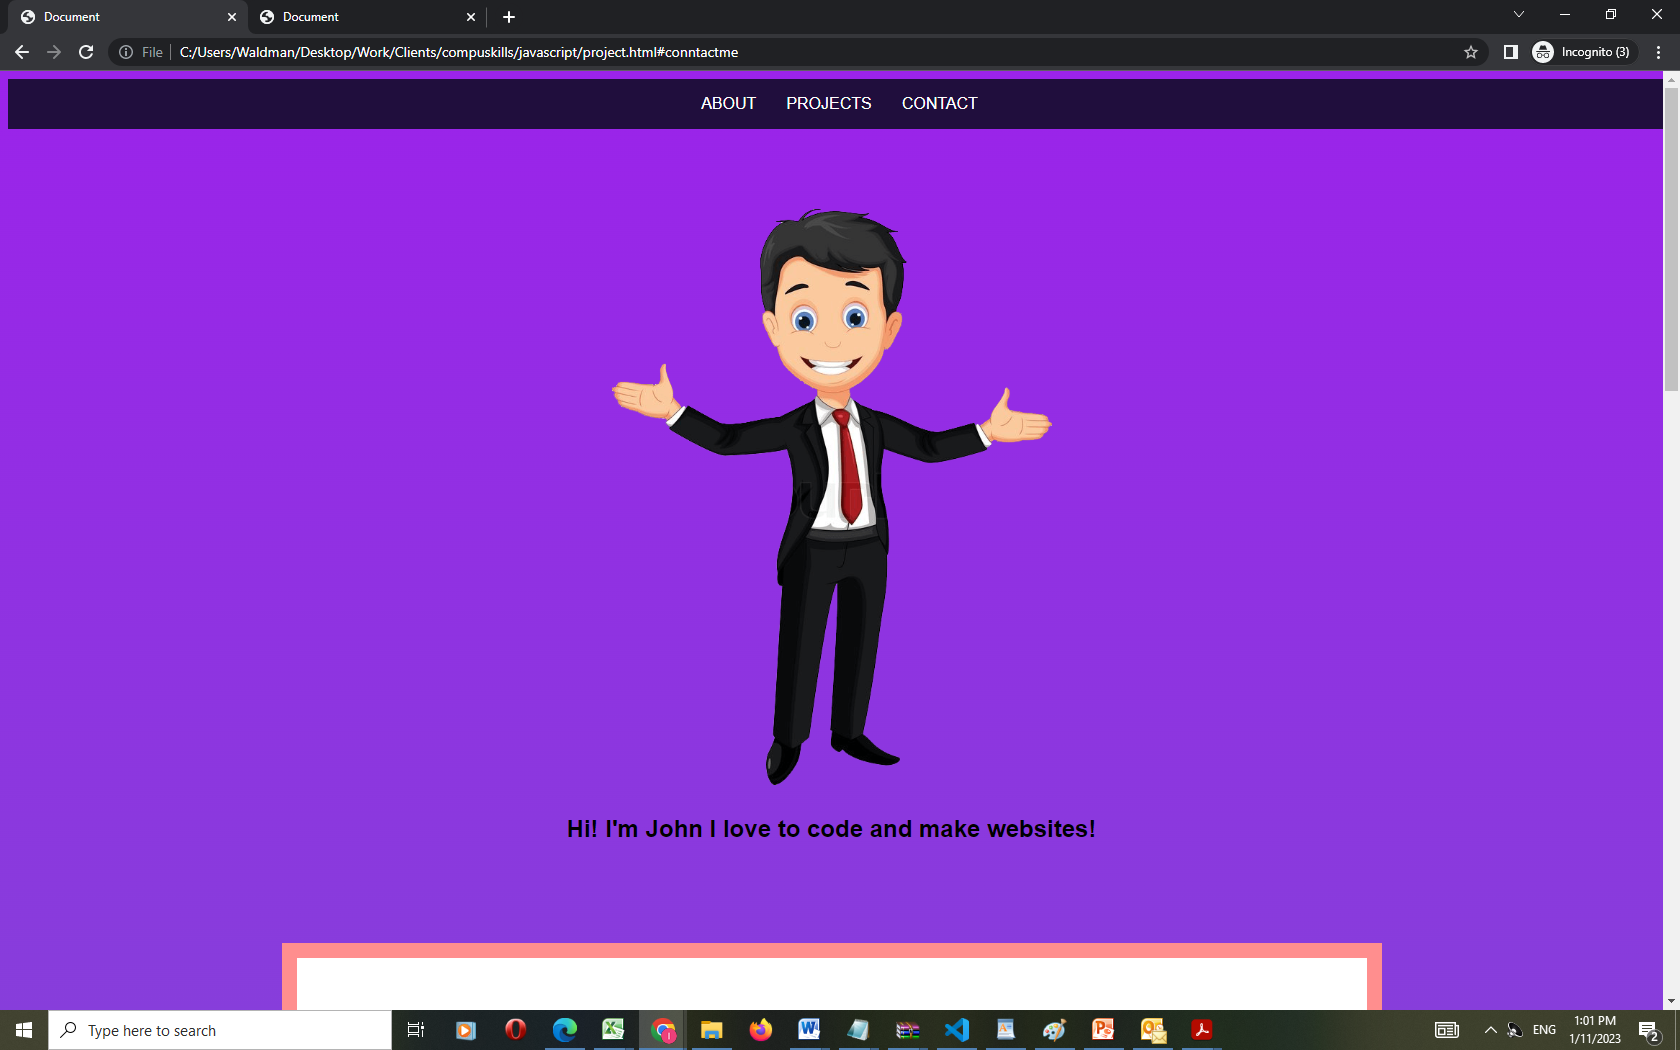 Document
Document
File
C:/Users/Waldman/Desktop/Work/Clients/compuskills/javascript/project.html#conntactme
Incognito (3)
ABOUT PROJECTS CONTACT
Hi! I'm John I love to code and make websites!
Type here to search
ENG
1:01 PM
1/11/2023
2